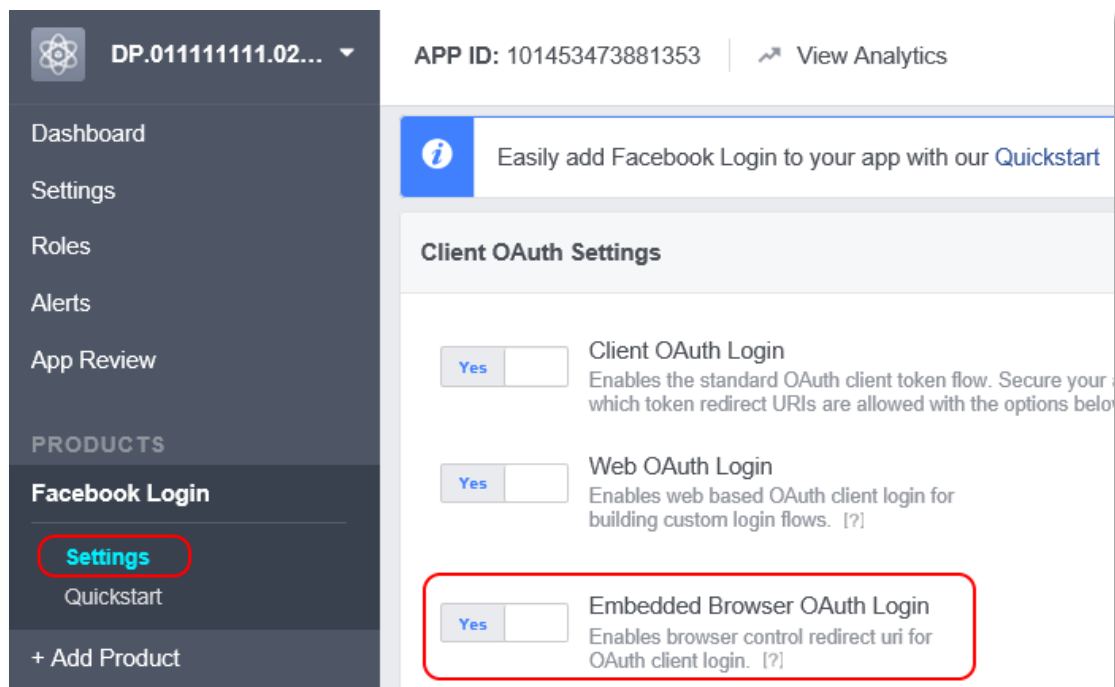 DP.011111111.02...
APP ID: 101453473881353
View Analytics
Dashboard
Settings
Roles
Alerts
App Review
PRODUCTS
Facebook Login
Settings
Quickstart
+ Add Product
i
Easily add Facebook Login to your app with our Quickstart
Client OAuth Settings
Yes
Client OAuth Login
Enables the standard OAuth client token flow. Secure your
which token redirect URIs are allowed with the options
Yes
Web OAuth Login
Enables web based OAuth client login for
building custom login flows. [?]
Yes
Embedded Browser OAuth Login
Enables browser control redirect uri for
OAuth client login. [?]